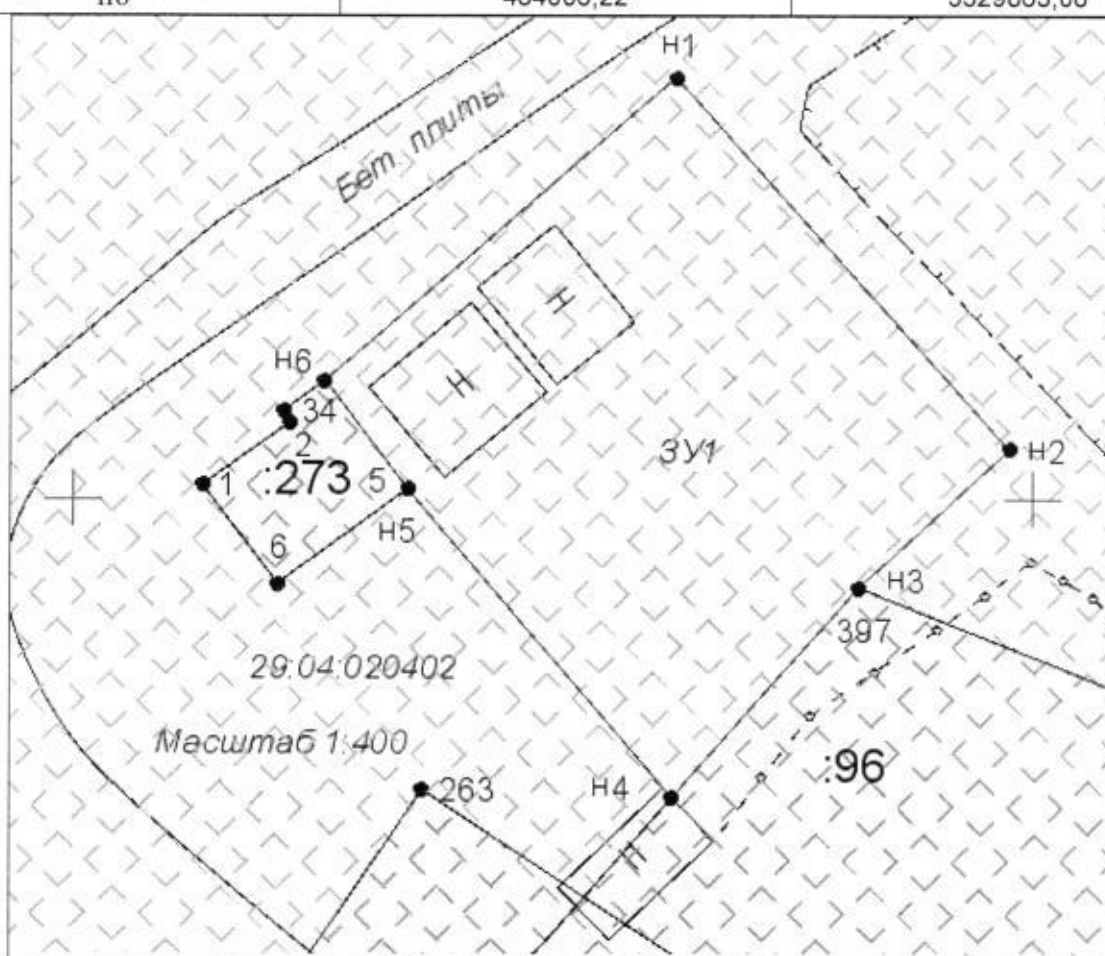 н1
Бет. плиты
н6
34
2
1
:273
5
н5
6
ЗУ1
н2
н3
397
29:04:020402
Масштаб 1:400
263
н4
:96
Н
Н
Н